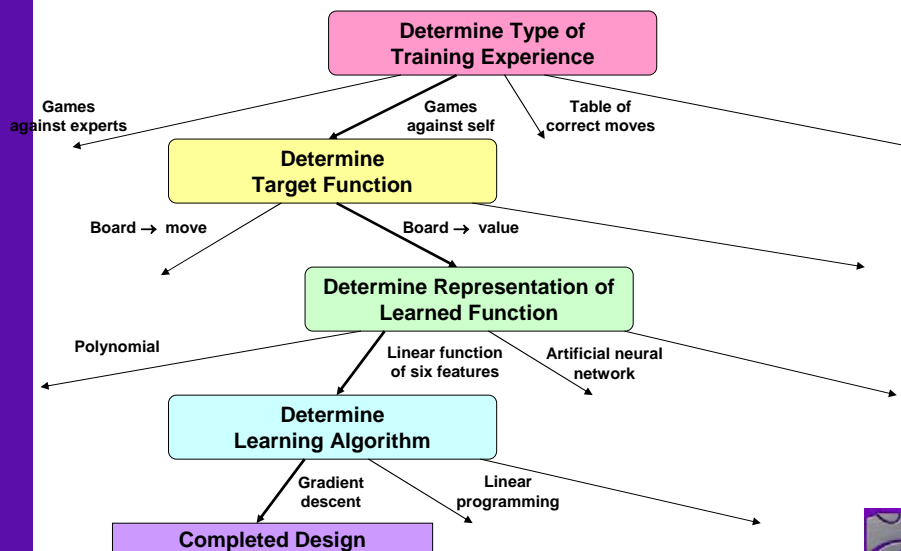 Determine Type of
Training Experience
Games
against experts
Games
against self
Table of
correct moves
Determine
Target Function
Board → move
Board → value
Determine Representation of
Learned Function
Polynomial
Linear function
of six features
Artificial neural
network
Determine
Learning Algorithm
Gradient
descent
Linear
programming
Completed Design